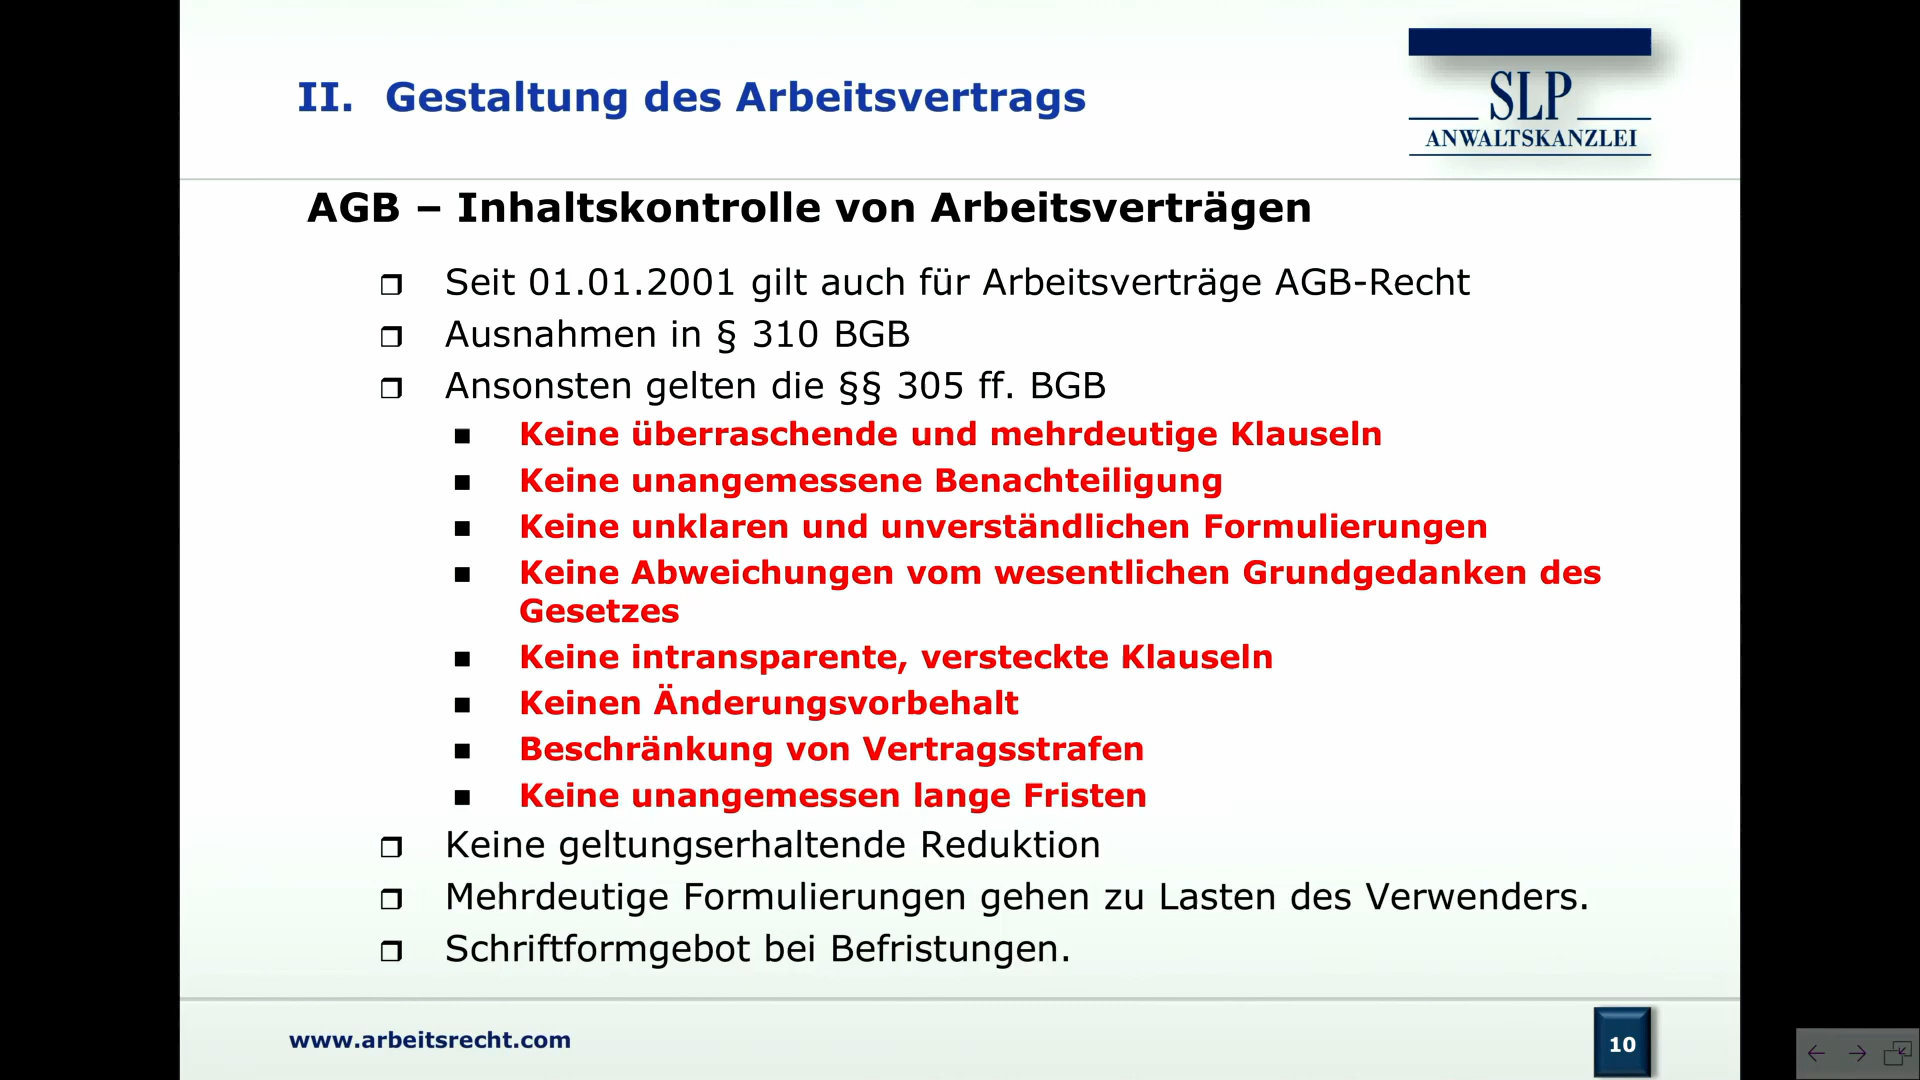 II. Gestaltung des Arbeitsvertrags
SLP
ANWALTSKANZLEI
AGB – Inhaltskontrolle von Arbeitsverträgen
Seit 01.01.2001 gilt auch für Arbeitsverträge AGB-Recht
Ausnahmen in § 310 BGB
Ansonsten gelten die §§ 305 ff. BGB
Keine überraschende und mehrdeutige Klauseln
Keine unangemessene Benachteiligung
Keine unklaren und unverständlichen Formulierungen
Keine Abweichungen vom wesentlichen Grundgedanken des
Gesetzes
Keine intransparente, versteckte Klauseln
Keinen Änderungsvorbehalt
Beschränkung von Vertragsstrafen
Keine unangemessen lange Fristen
Keine geltungserhaltende Reduktion
Mehrdeutige Formulierungen gehen zu Lasten des Verwenders.
Schriftformgebot bei Befristungen.
www.arbeitsrecht.com
10